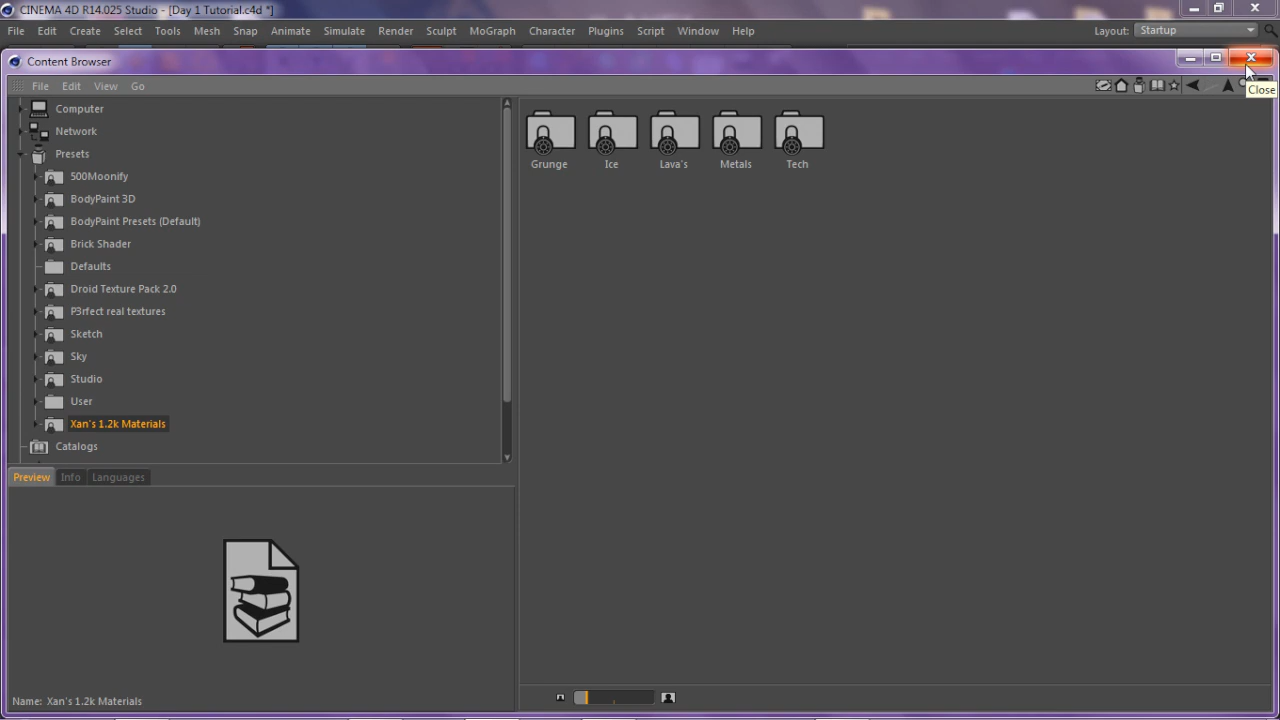 CINEMA 4D R14.025 Studio - [Day 1 Tutorial.c4d *]
File Edit Create Select Tools Mesh Snap Animate Simulate Render Sculpt MoGraph Character Plugins Script Window Help Layout: Startup
Content Browser
File Edit View Go
Close
Computer
Network
Presets
500Moonify
BodyPaint 3D
BodyPaint Presets (Default)
Brick Shader
Defaults
Droid Texture Pack 2.0
P3rfect real textures
Sketch
Sky
Studio
User
Xan's 1.2k Materials
Catalogs
Grunge Ice Lava's Metals Tech
Preview Info Languages
Name: Xan's 1.2k Materials